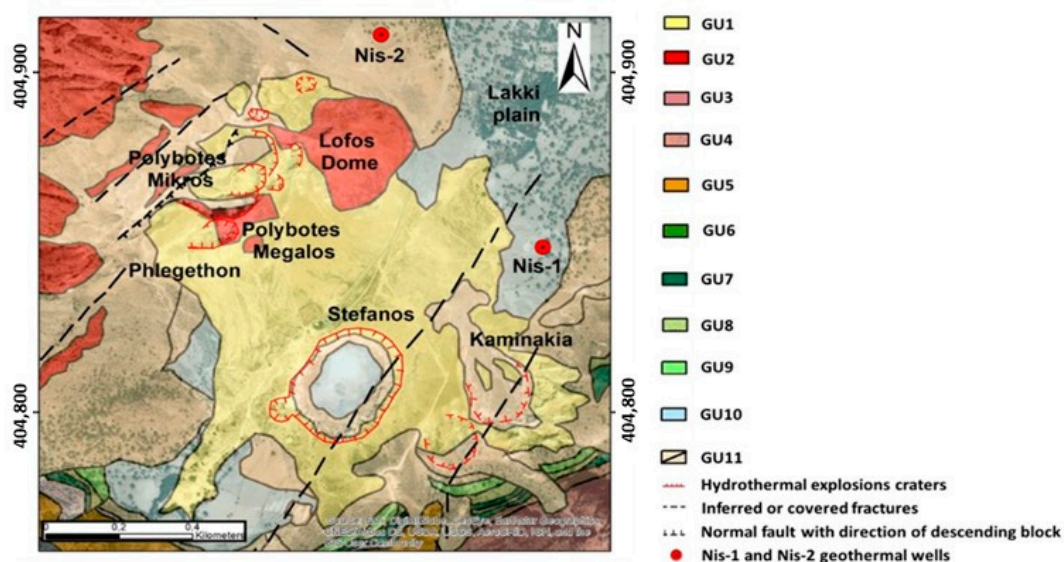 N
Nis-2
404,900
404,900
Lakki
plain
Lofos
Dome
Polybotes
Mikros
Polybotes
Megalos
Phlegethon
Nis-1
Stefanos
Kaminakia
404,800
404,800
0 0.2 0.4
Kilometers
GU1
GU2
GU3
GU4
GU5
GU6
GU7
GU8
GU9
GU10
GU11
Hydrothermal explosions craters
Inferred or covered fractures
Normal fault with direction of descending block
Nis-1 and Nis-2 geothermal wells